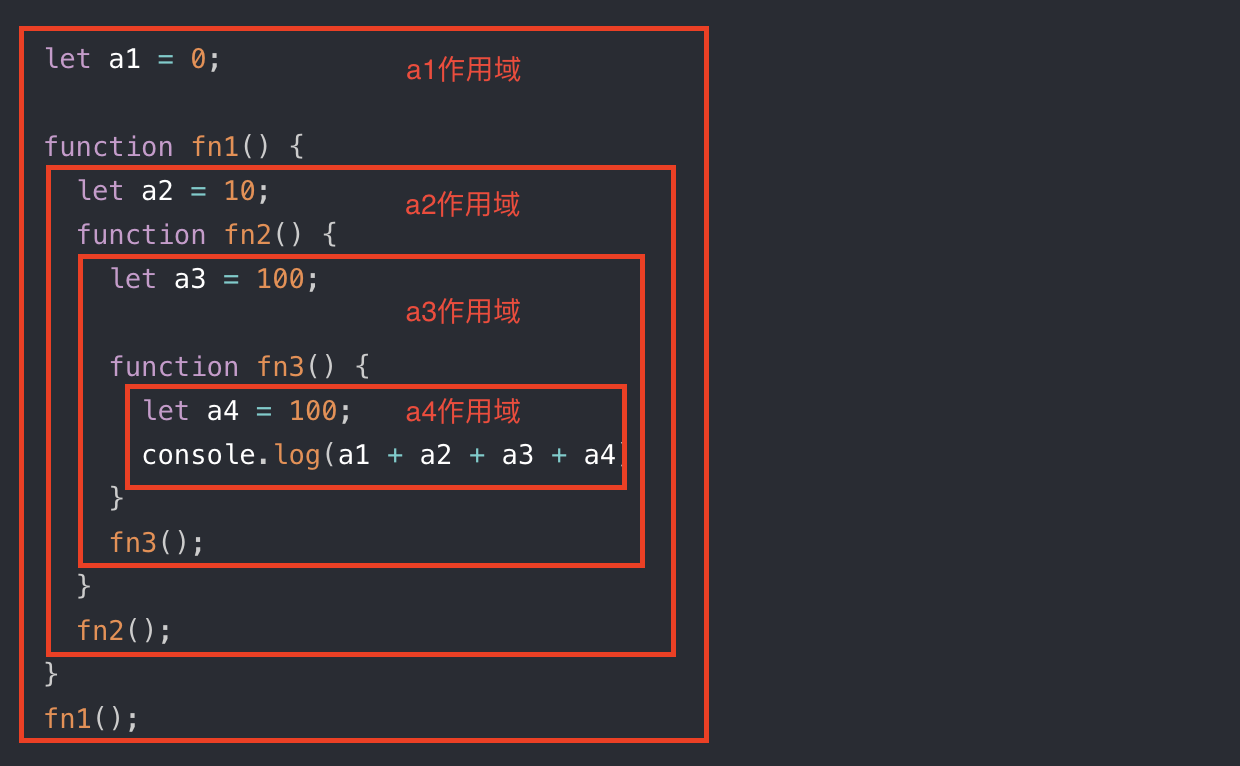 let a1 = 0;
a1作用域
function fn1() {
let a2 = 10;
a2作用域
function fn2() {
let a3 = 100;
a3作用域
function fn3() {
let a4 = 100;
a4作用域
console.log(a1 + a2 + a3 + a4)
}
fn3();
}
fn2();
}
fn1();